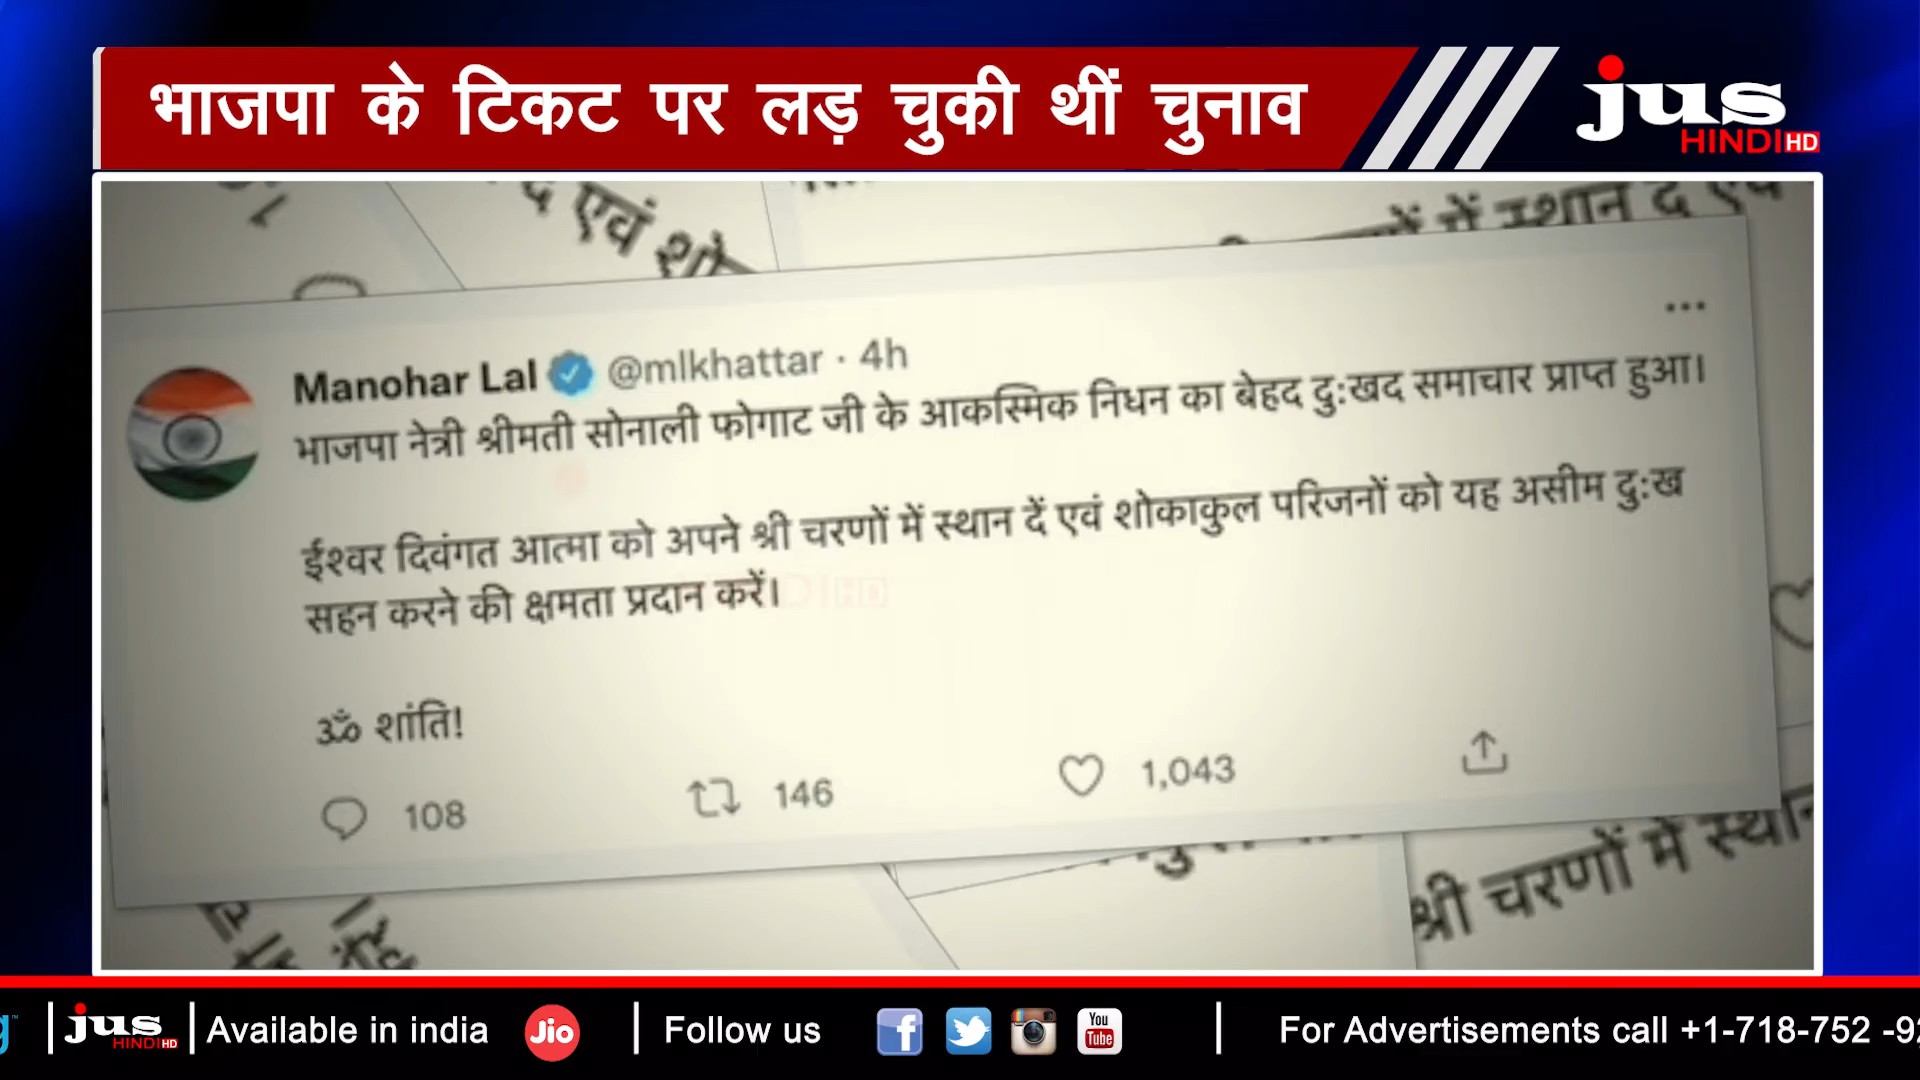 भाजपा के टिकट पर लड़ चुकी थीं चुनाव
jus
HINDI HD
एवं
में स्थान
Manohar Lal @mlkhattar · 4h
भाजपा नेत्री श्रीमती सोनाली फोगाट जी के आकस्मिक निधन का बेहद दु:खद समाचार प्राप्त हुआ।
ईश्वर दिवंगत आत्मा को अपने श्री चरणों में स्थान दें एवं शोकाकुल परिजनों को यह असीम दु:ख
सहन करने की क्षमता प्रदान करें।
ॐ शांति!
108 146 1,043
श्री चरणों में
jus
HINDI HD
Available in india
Jio
Follow us
You
Tube
For Advertisements call +1-718-752